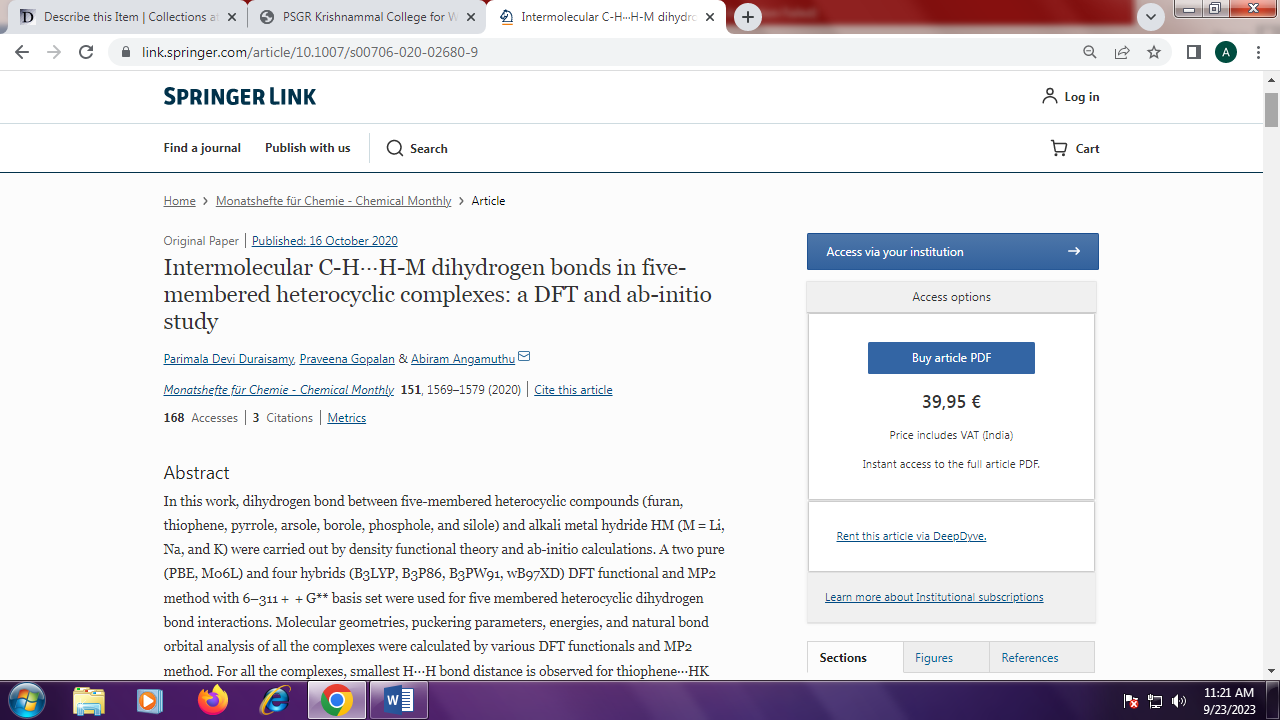 Describe this Item | Collections at
PSGR Krishnammal College for W
Intermolecular C-H···H-M dihydro
link.springer.com/article/10.1007/s00706-020-02680-9
A
SPRINGER LINK
Log in
Find a journal
Publish with us
Search
Cart
Home > Monatshefte für Chemie - Chemical Monthly > Article
Original Paper | Published: 16 October 2020
Intermolecular C-H···H-M dihydrogen bonds in five-
membered heterocyclic complexes: a DFT and ab-initio
study
Parimala Devi Duraisamy, Praveena Gopalan & Abiram Angamuthu
Monatshefte für Chemie - Chemical Monthly 151, 1569–1579 (2020) | Cite this article
168 Accesses | 3 Citations | Metrics
Abstract
In this work, dihydrogen bond between five-membered heterocyclic compounds (furan,
thiophene, pyrrole, arsole, borole, phosphole, and silole) and alkali metal hydride HM (M = Li,
Na, and K) were carried out by density functional theory and ab-initio calculations. A two pure
(PBE, M06L) and four hybrids (B3LYP, B3P86, B3PW91, wB97XD) DFT functional and MP2
method with 6–311 + + G** basis set were used for five membered heterocyclic dihydrogen
bond interactions. Molecular geometries, puckering parameters, energies, and natural bond
orbital analysis of all the complexes were calculated by various DFT functionals and MP2
method. For all the complexes, smallest H···H bond distance is observed for thiophene···HK
Access via your institution →
Access options
Buy article PDF
39,95 €
Price includes VAT (India)
Instant access to the full article PDF.
Rent this article via DeepDyve.
Learn more about Institutional subscriptions
Sections
Figures
References
11:21 AM
9/23/2023